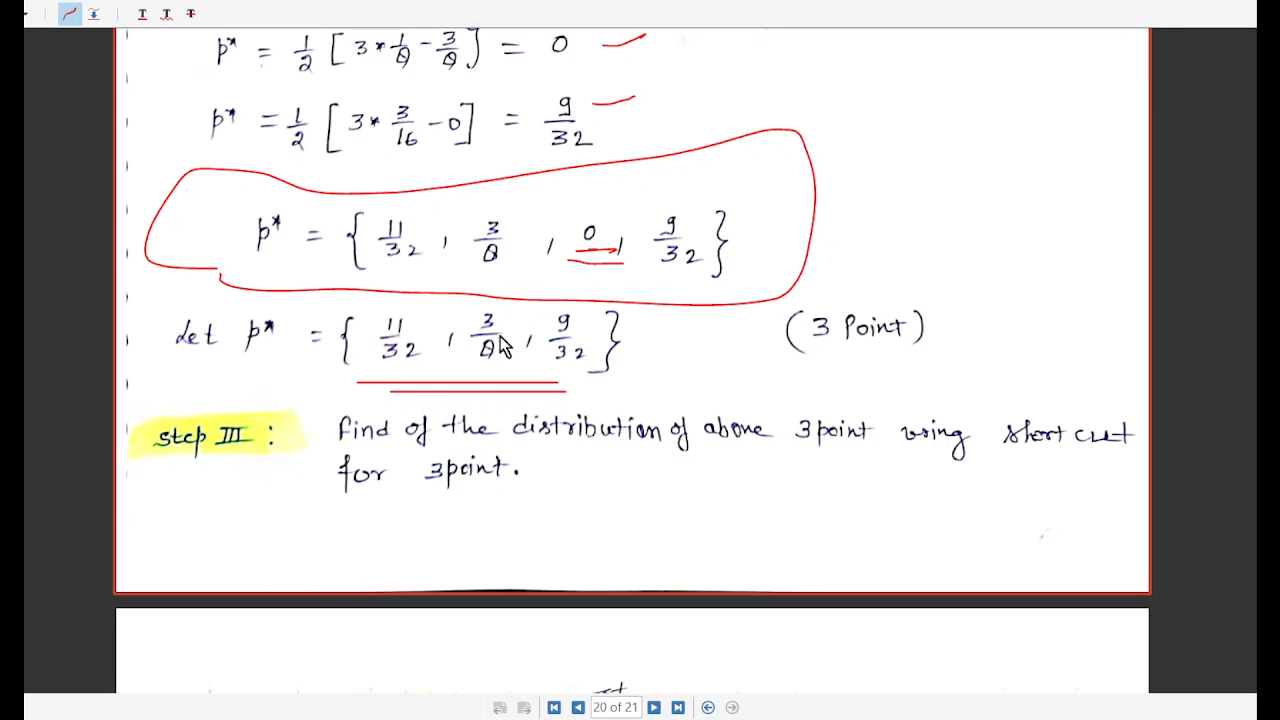 p* = 1/2 [ 3 * 1/8 - 3/8 ] = 0
p* = 1/2 [ 3 * 3/16 - 0 ] = 9/32
p* = { 11/32 , 3/8 , 0 , 9/32 }
Let p* = { 11/32 , 3/8 , 9/32 } ( 3 Point )
Step III : Find of the distribution of above 3 point using short cut
for 3 point .
20 of 21